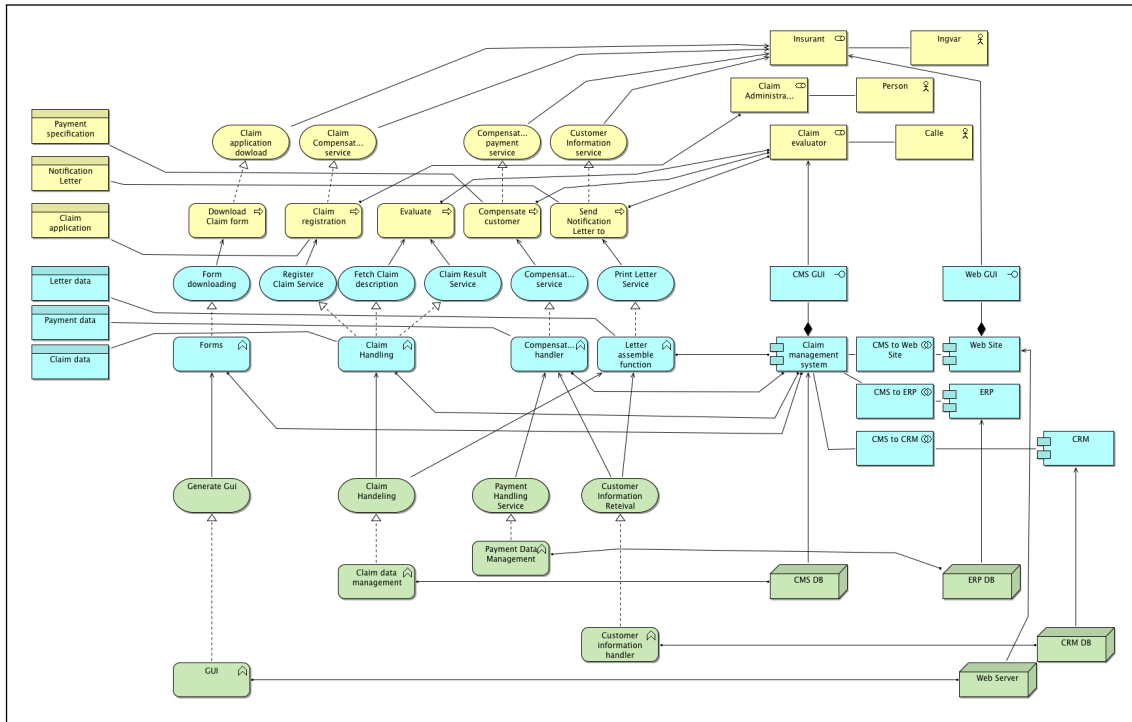 Insurant
Ingvar
Claim
Administra...
Person
Payment
specification
Claim
application
dowload
Claim
Compensat...
service
Compensat...
payment
service
Customer
Information
service
Claim
evaluator
Calle
Notification
Letter
Claim
application
Download
Claim form
Claim
registration
Evaluate
Compensate
customer
Send
Notification
Letter to
Letter data
Form
downloading
Register
Claim Service
Fetch Claim
description
Claim Result
Service
Compensat...
service
Print Letter
Service
CMS GUI
Web GUI
Payment data
Claim data
Forms
Claim
Handling
Compensat...
handler
Letter
assemble
function
Claim
management
system
CMS to Web
Site
Web Site
CMS to ERP
ERP
CMS to CRM
CRM
Generate Gui
Claim
Handeling
Payment
Handling
Service
Customer
Information
Reteival
Payment Data
Management
Claim data
management
CMS DB
ERP DB
Customer
information
handler
CRM DB
GUI
Web Server